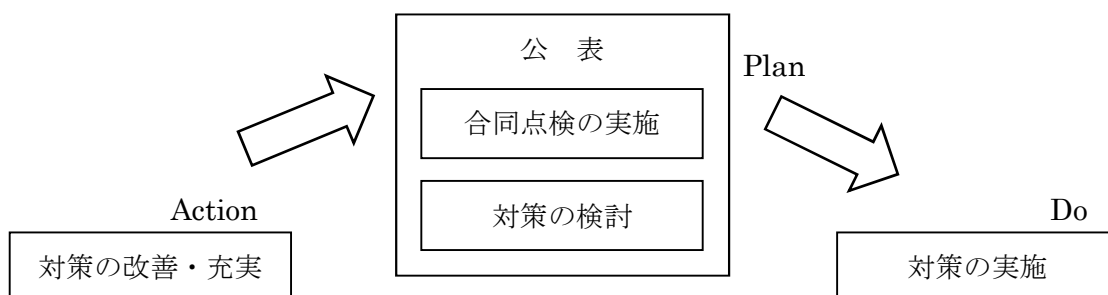 公 表
Plan
合同点検の実施
対策の検討
Action
Do
対策の改善・充実
対策の実施